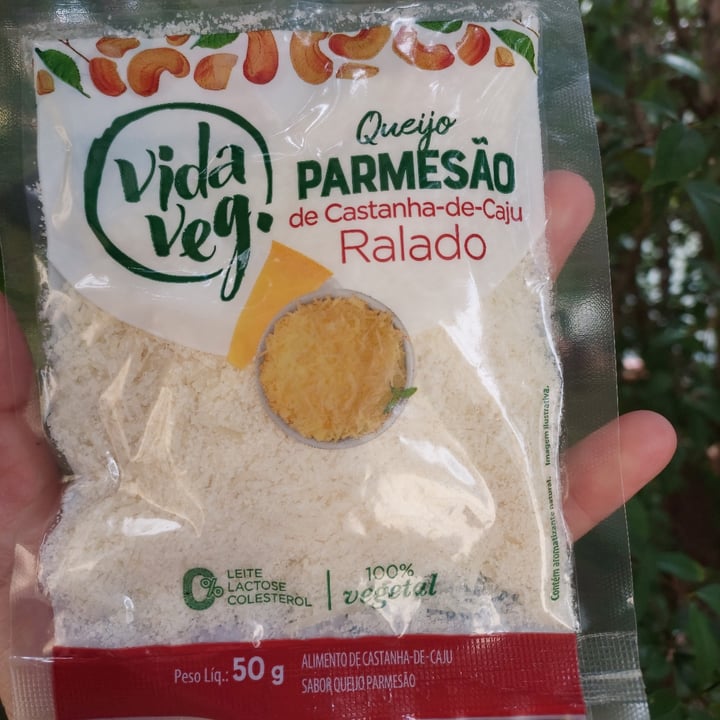 vida
veg.
Queijo
PARMESÃO
de Castanha-de-Caju
Ralado
0%
LEITE
LACTOSE
COLESTEROL
100%
vegetal
Contém aromatizante natural. Imagem ilustrativa.
Peso Líq.: 50 g
ALIMENTO DE CASTANHA-DE-CAJU
SABOR QUEIJO PARMESÃO